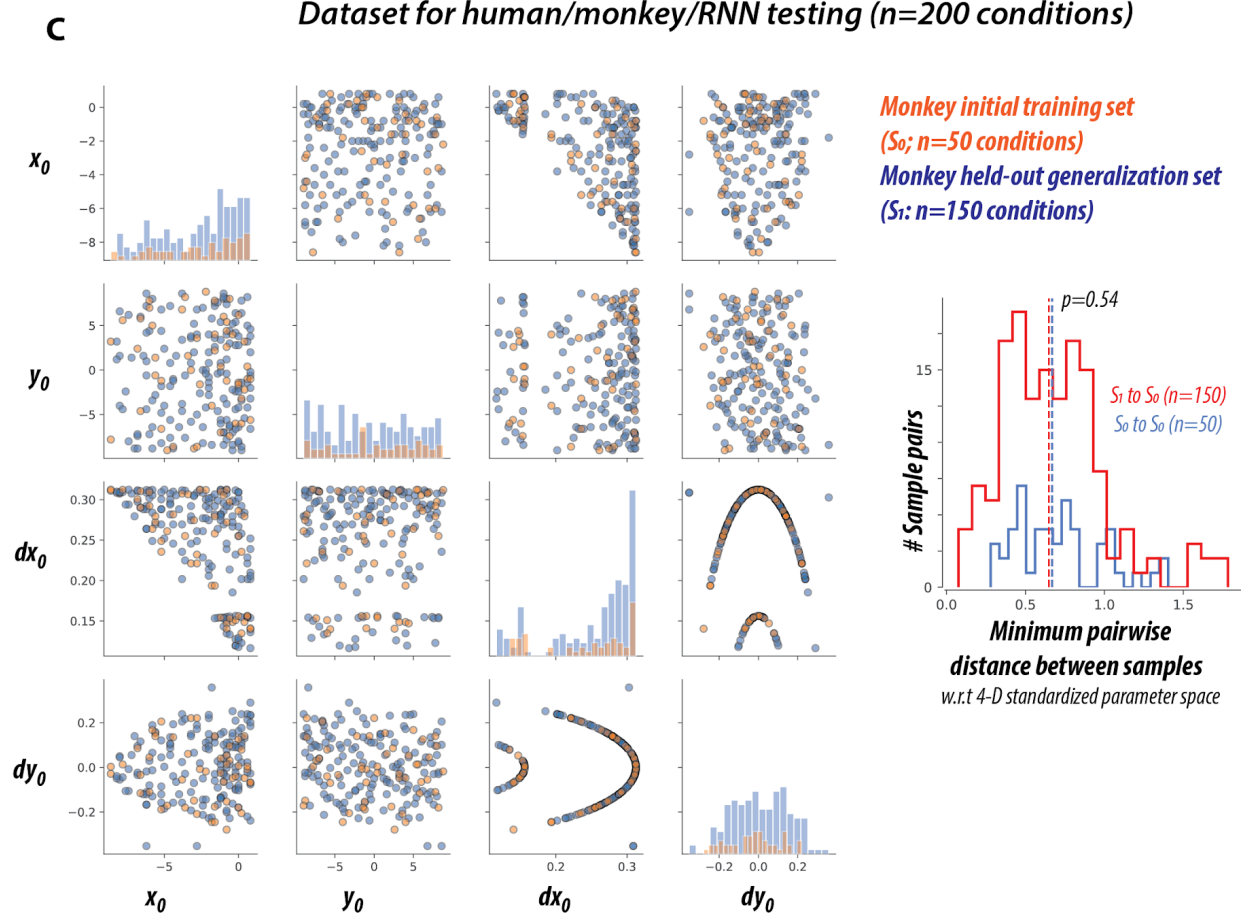 C
Dataset for human/monkey/RNN testing (n=200 conditions)
x₀
0
−2
−4
−6
−8
Monkey initial training set
(S₀; n=50 conditions)
Monkey held-out generalization set
(S₁: n=150 conditions)
y₀
5
0
−5
p=0.54
15
0
S₁ to S₀ (n=150)
S₀ to S₀ (n=50)
# Sample pairs
0.0 0.5 1.0 1.5
Minimum pairwise
distance between samples
w.r.t 4-D standardized parameter space
dx₀
0.30
0.25
0.20
0.15
dy₀
0.2
0.0
−0.2
−5 0
−5 0 5
0.2 0.3
−0.2 0.0 0.2
x₀ y₀ dx₀ dy₀